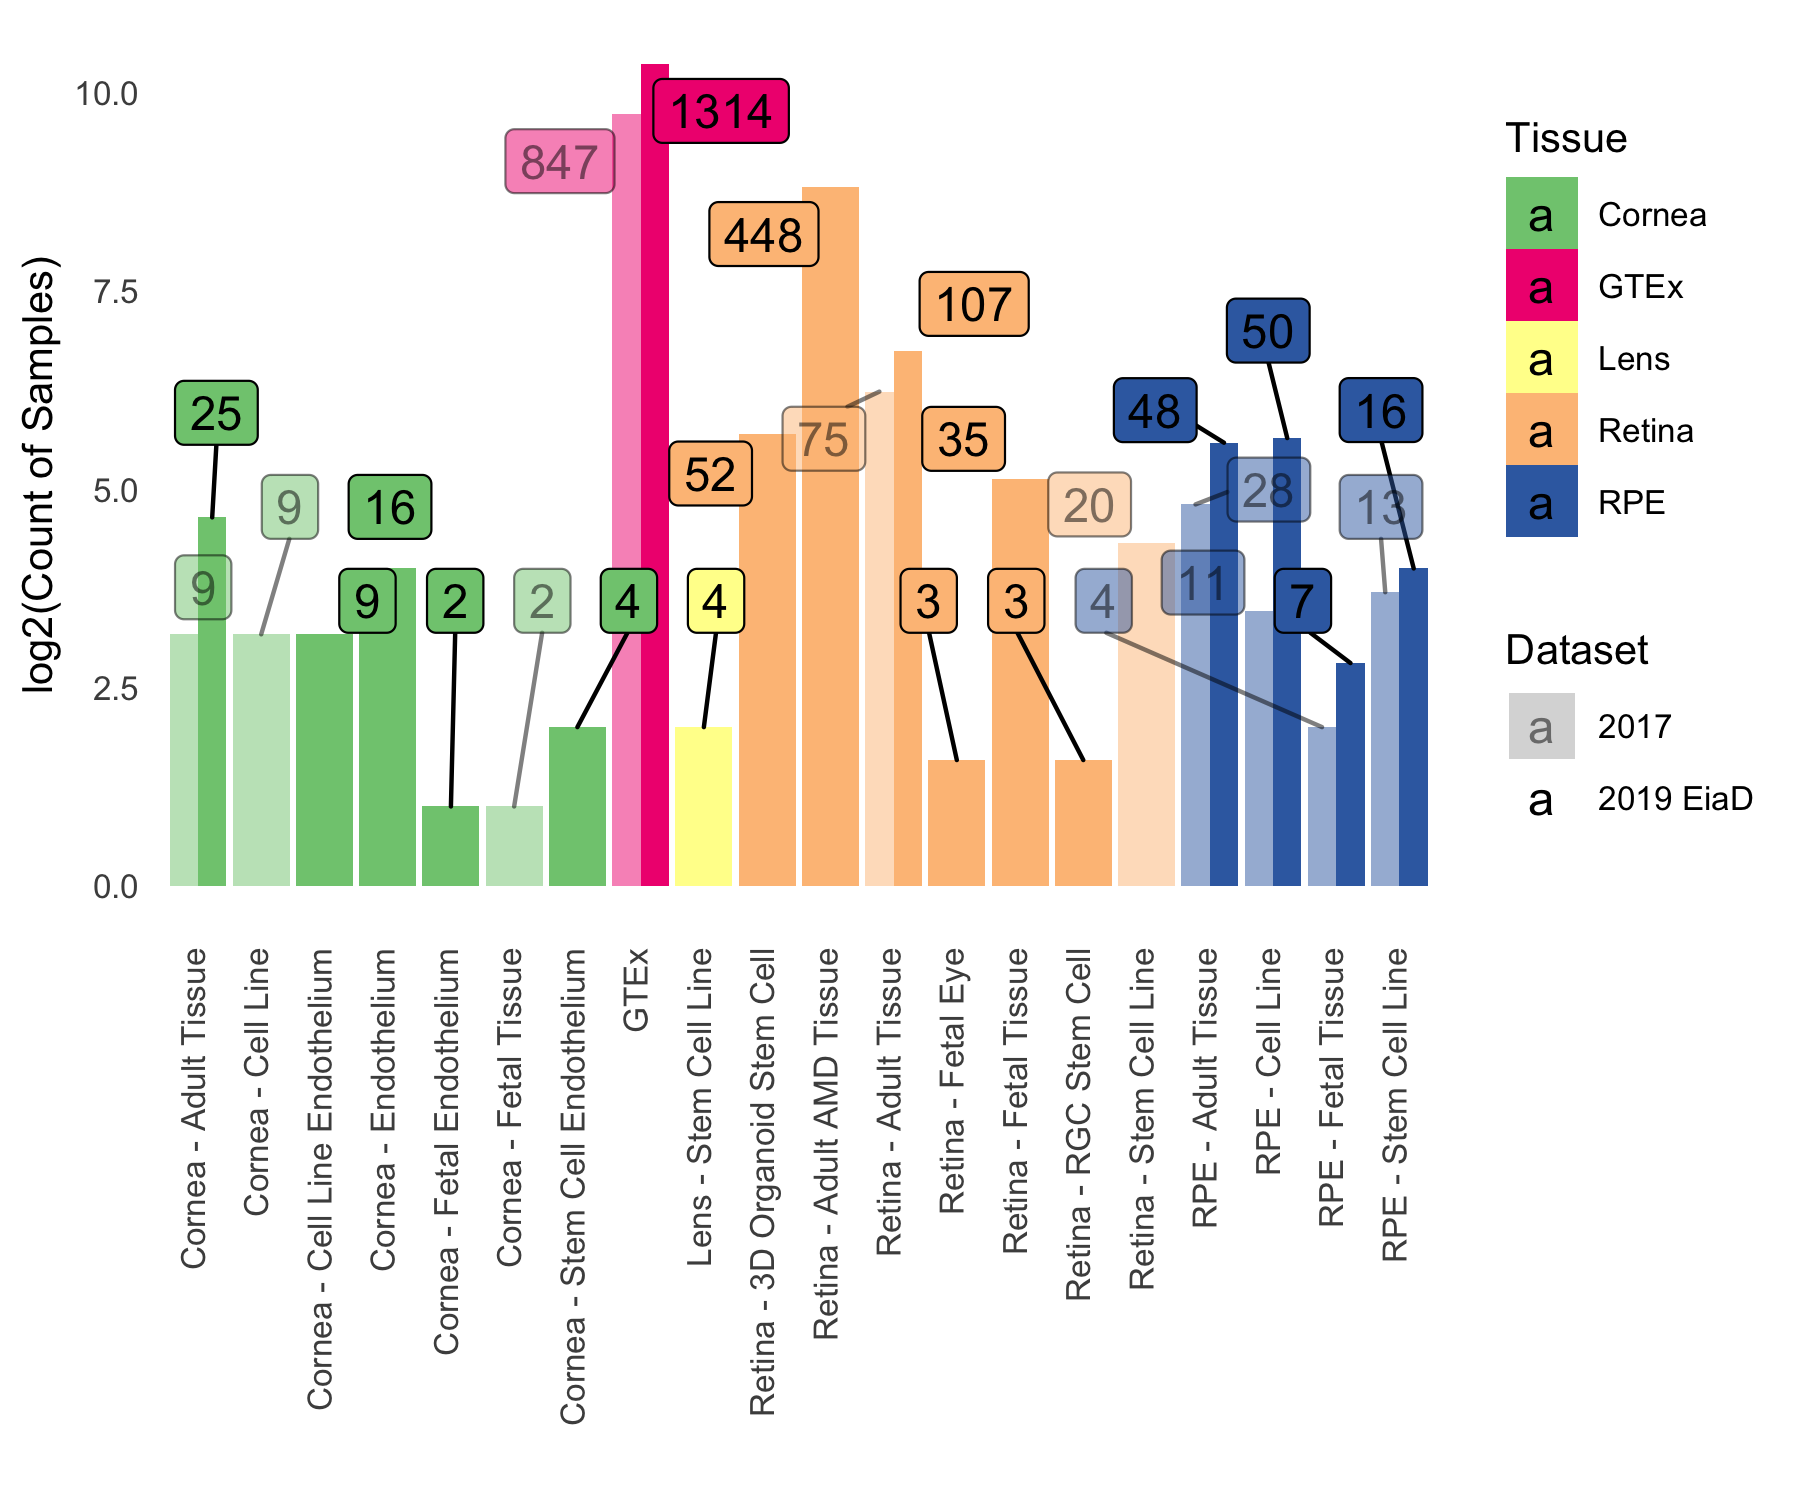 log2(Count of Samples)
10.0
7.5
5.0
2.5
0.0
1314
847
448
107
50
25
48
16
75
35
52
28
9
16
20
13
11
9
9
2
2
4
4
3
3
4
7
Cornea - Adult Tissue
Cornea - Cell Line
Cornea - Cell Line Endothelium
Cornea - Endothelium
Cornea - Fetal Endothelium
Cornea - Fetal Tissue
Cornea - Stem Cell Endothelium
GTEx
Lens - Stem Cell Line
Retina - 3D Organoid Stem Cell
Retina - Adult AMD Tissue
Retina - Adult Tissue
Retina - Fetal Eye
Retina - Fetal Tissue
Retina - RGC Stem Cell
Retina - Stem Cell Line
RPE - Adult Tissue
RPE - Cell Line
RPE - Fetal Tissue
RPE - Stem Cell Line
Tissue
a Cornea
a GTEx
a Lens
a Retina
a RPE
Dataset
a 2017
a 2019 EiaD